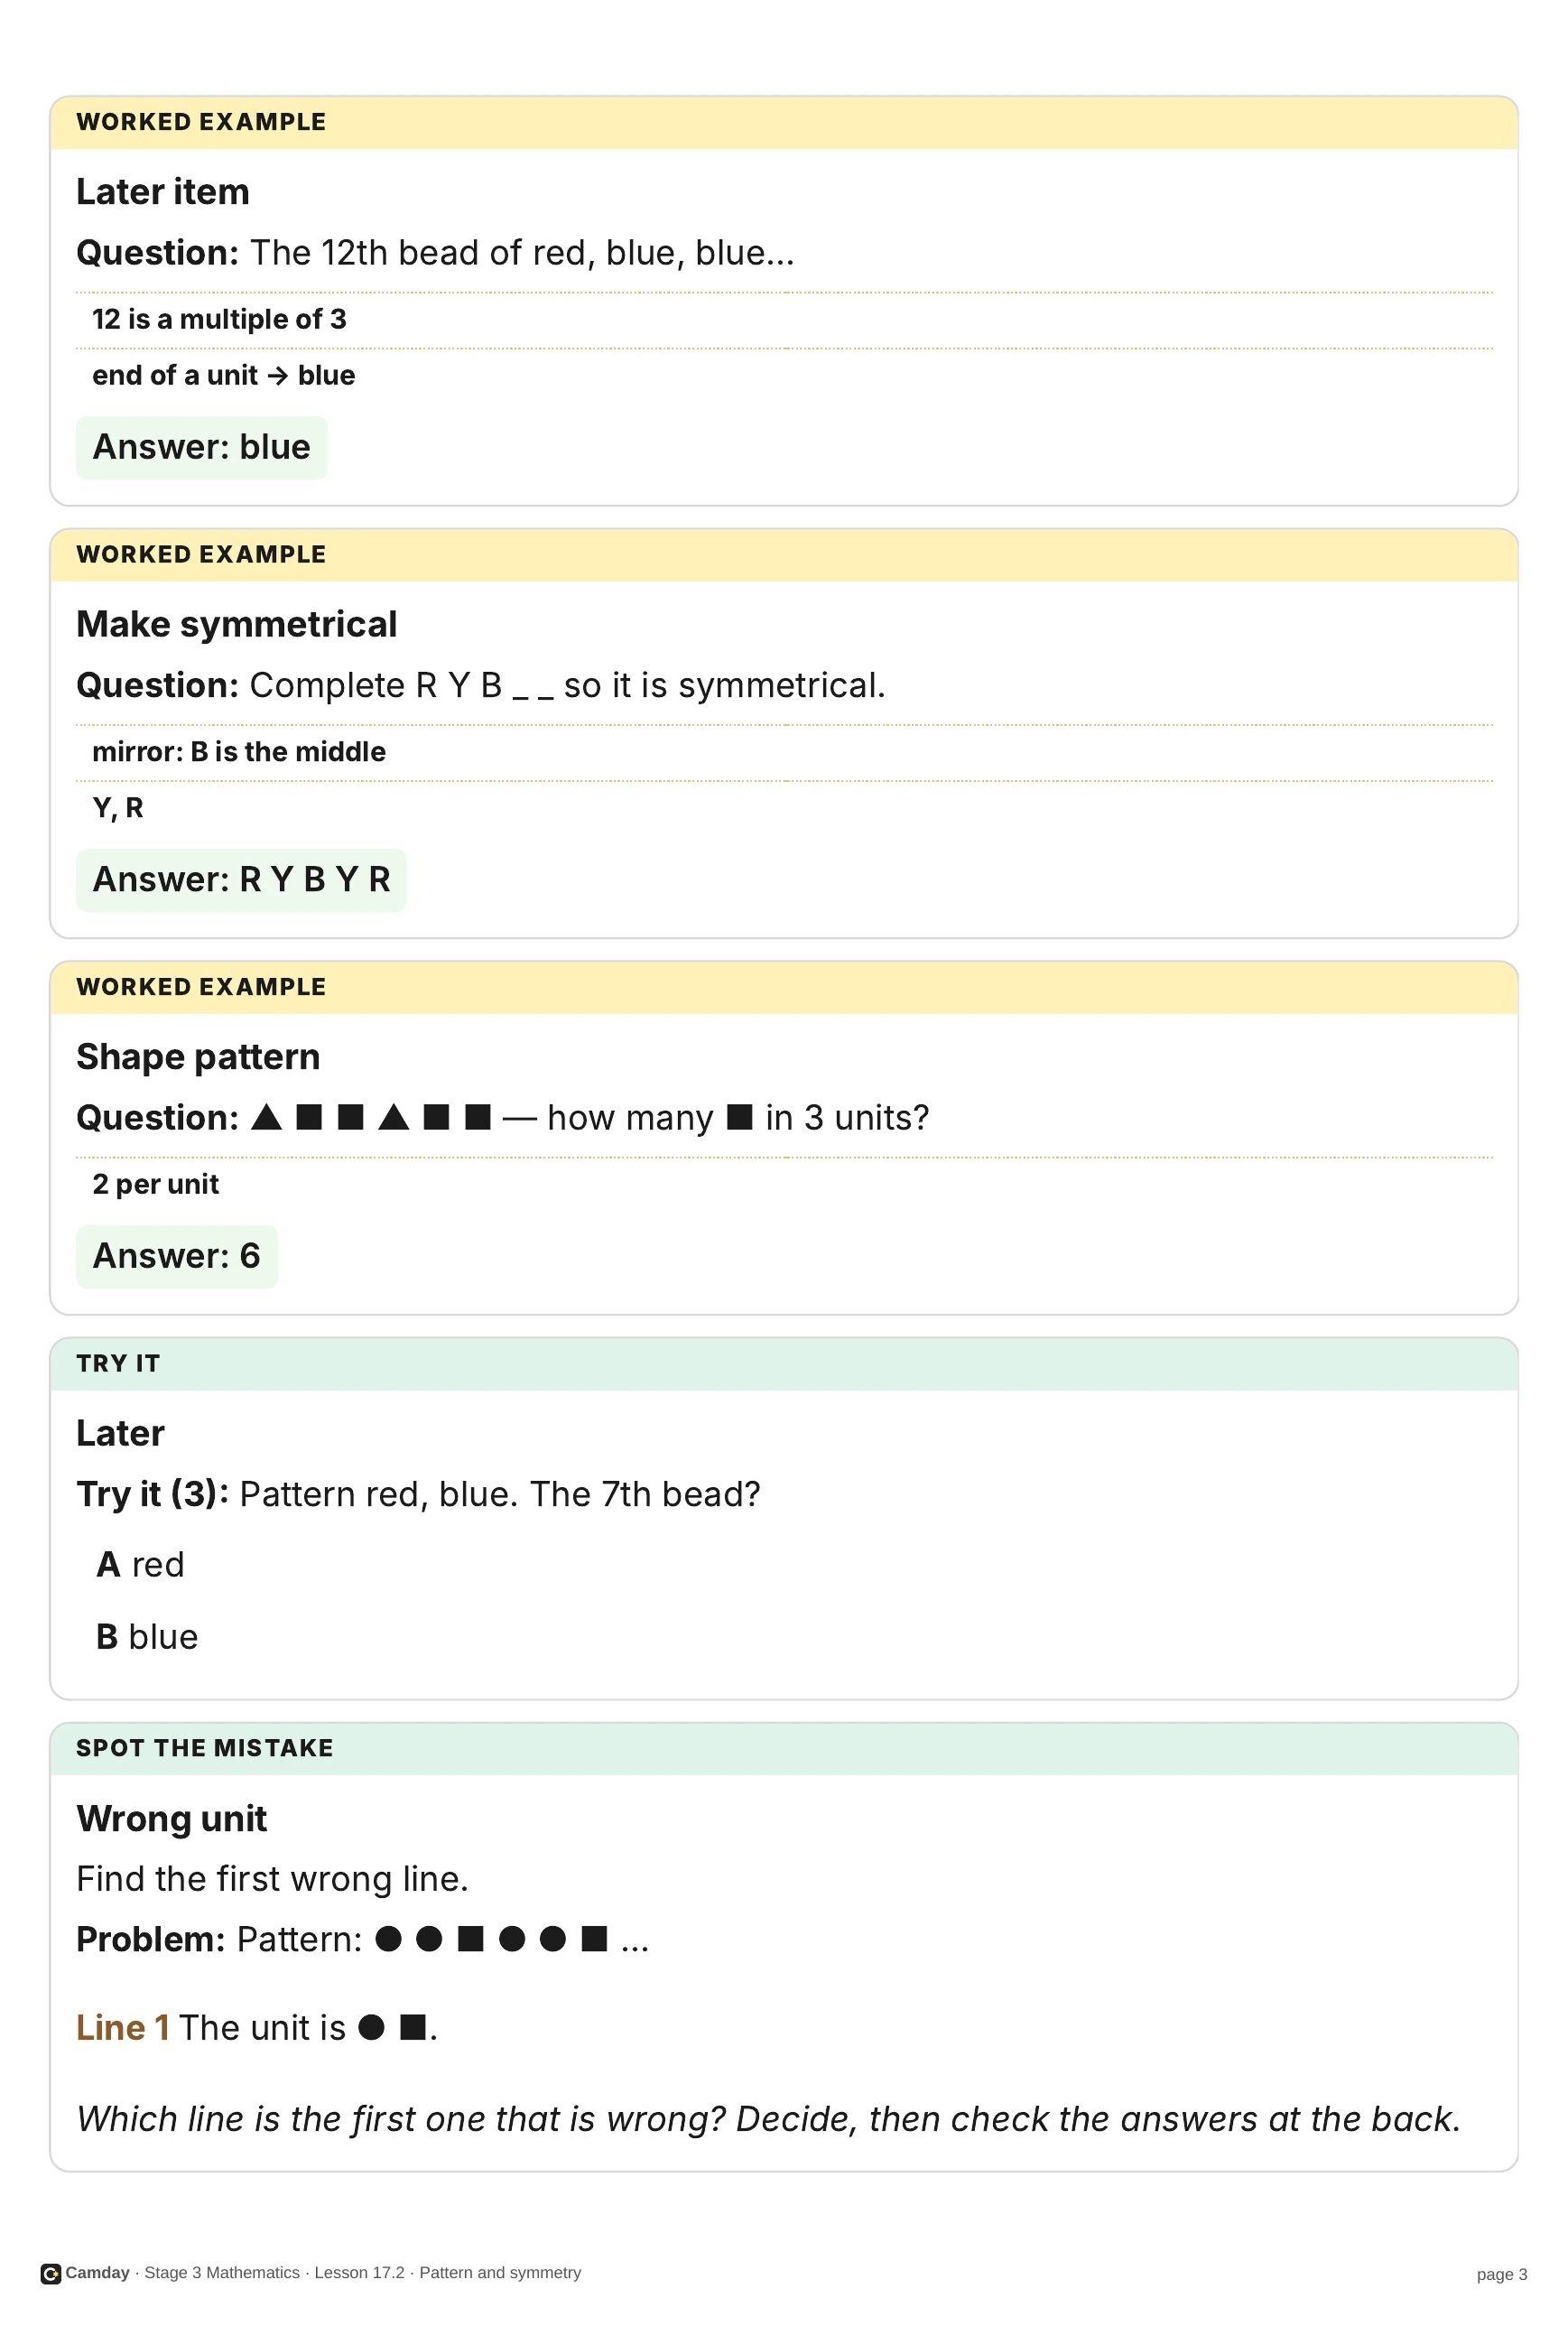 WORKED EXAMPLE
Later item
Question: The 12th bead of red, blue, blue...
12 is a multiple of 3
end of a unit → blue
Answer: blue
WORKED EXAMPLE
Make symmetrical
Question: Complete R Y B _ _ so it is symmetrical.
mirror: B is the middle
Y, R
Answer: R Y B Y R
WORKED EXAMPLE
Shape pattern
Question: ▲ ■ ■ ▲ ■ ■ — how many ■ in 3 units?
2 per unit
Answer: 6
TRY IT
Later
Try it (3): Pattern red, blue. The 7th bead?
A red
B blue
SPOT THE MISTAKE
Wrong unit
Find the first wrong line.
Problem: Pattern: ● ● ■ ● ● ■ ...
Line 1 The unit is ● ■.
Which line is the first one that is wrong? Decide, then check the answers at the back.
Camday · Stage 3 Mathematics · Lesson 17.2 · Pattern and symmetry
page 3